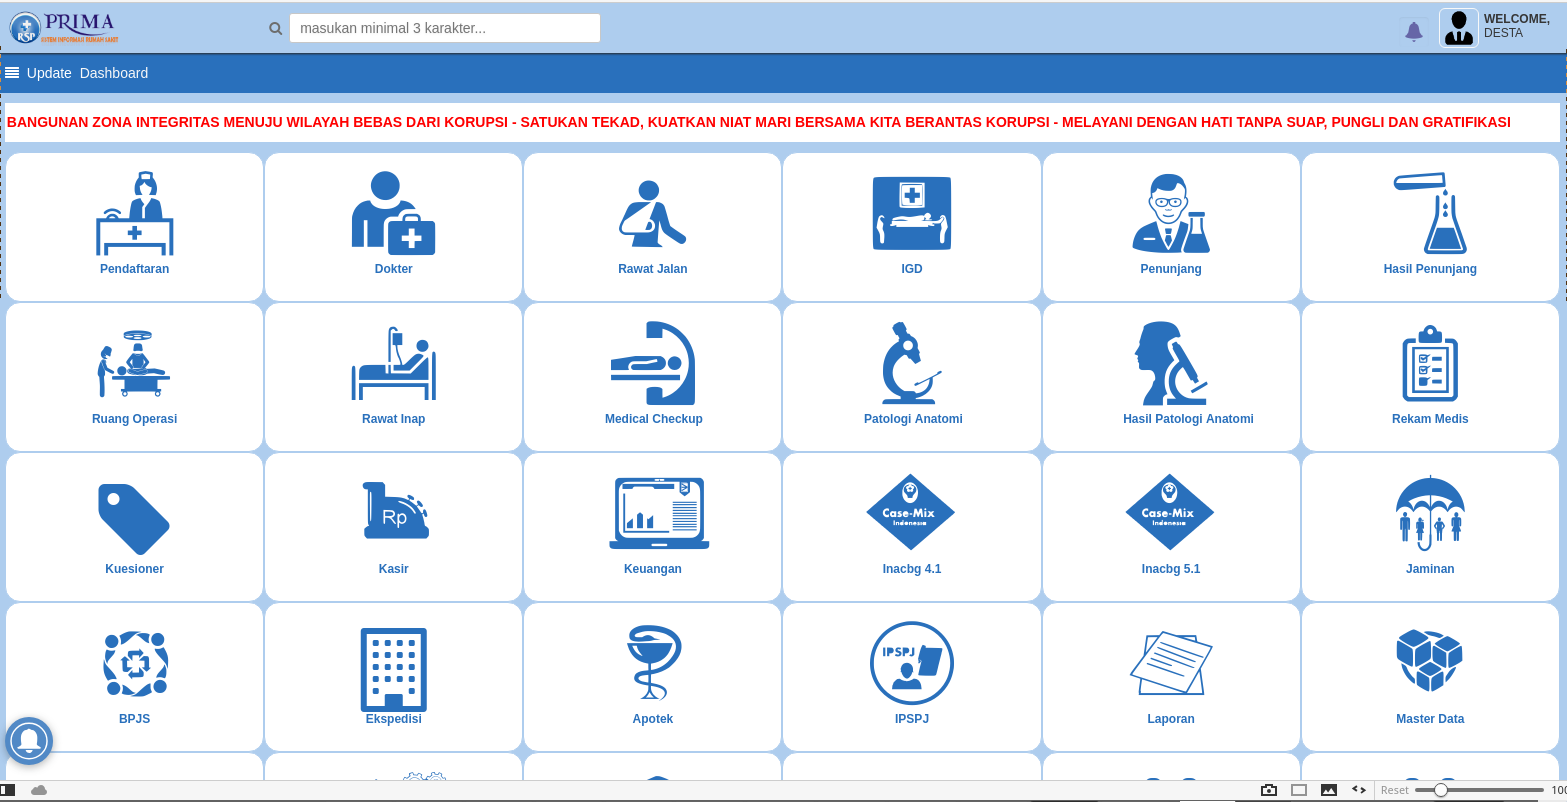 PRIMA
RSP
SISTEM INFORMASI RUMAH SAKIT
masukan minimal 3 karakter...
WELCOME,
DESTA
Update Dashboard
BANGUNAN ZONA INTEGRITAS MENUJU WILAYAH BEBAS DARI KORUPSI - SATUKAN TEKAD, KUATKAN NIAT MARI BERSAMA KITA BERANTAS KORUPSI - MELAYANI DENGAN HATI TANPA SUAP, PUNGLI DAN GRATIFIKASI
Pendaftaran
Dokter
Rawat Jalan
IGD
Penunjang
Hasil Penunjang
Ruang Operasi
Rawat Inap
Medical Checkup
Patologi Anatomi
Hasil Patologi Anatomi
Rekam Medis
Kuesioner
Rp
Kasir
Keuangan
Case-Mix
Indonesia
Inacbg 4.1
Case-Mix
Indonesia
Inacbg 5.1
Jaminan
BPJS
Ekspedisi
Apotek
IPSPJ
IPSPJ
Laporan
Master Data
Reset